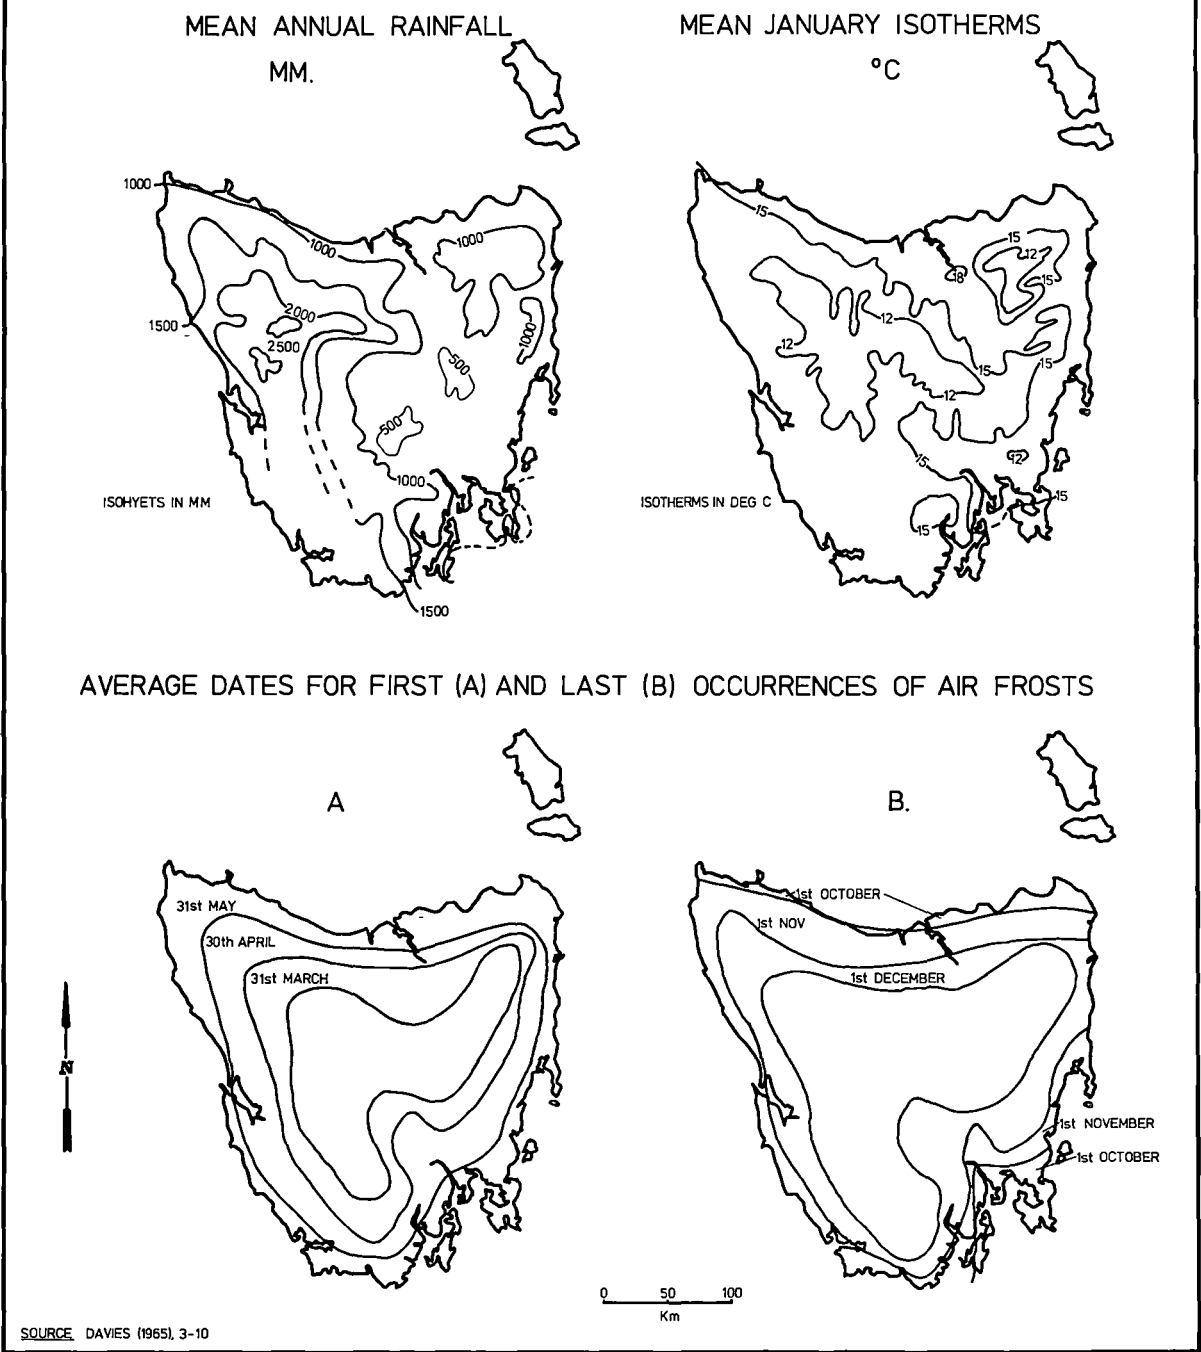 MEAN ANNUAL RAINFALL
MM.
1000
1000
1000
1500
2000
2500
1000
500
500
1000
ISOHYETS IN MM
1500
MEAN JANUARY ISOTHERMS
°C
15
15
12
18
15
12
12
15
15
12
15
12
15
ISOTHERMS IN DEG C
15
AVERAGE DATES FOR FIRST (A) AND LAST (B) OCCURRENCES OF AIR FROSTS
A
31st MAY
30th APRIL
31st MARCH
N
B.
1st OCTOBER
1st NOV
1st DECEMBER
1st NOVEMBER
1st OCTOBER
0 50 100
Km
SOURCE DAVIES (1965), 3-10